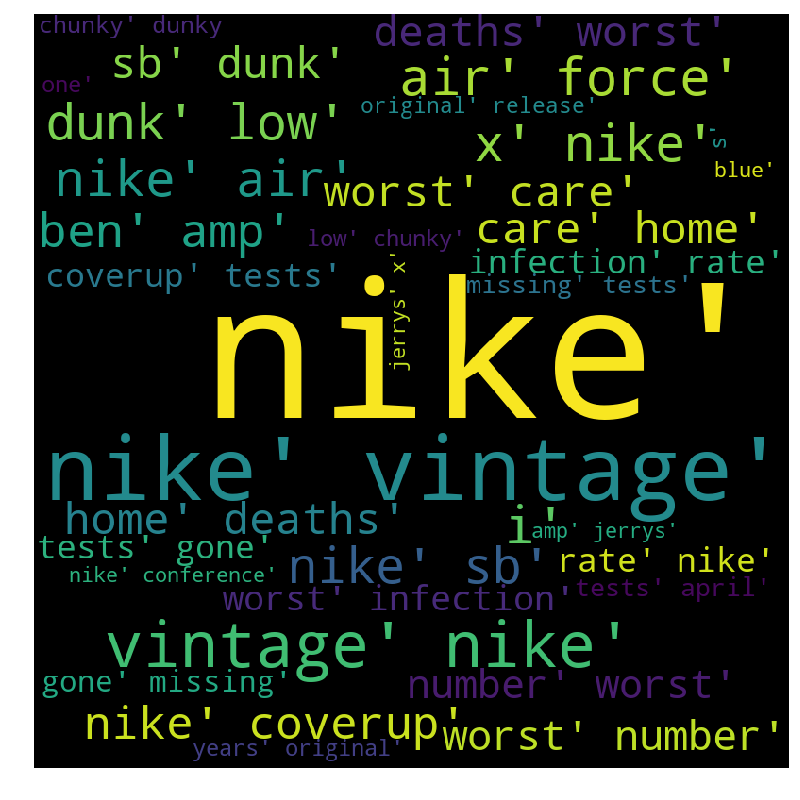 chunky' dunky
deaths' worst'
sb' dunk'
air' force'
one'
original' release'
dunk' low'
x' nike'
's'
blue'
nike' air'
worst' care'
ben' amp'
low' chunky'
care' home'
coverup' tests'
infection' rate'
missing' tests'
jerrys' x'
nike'
nike' vintage'
home' deaths'
i'
amp' jerrys'
tests' gone'
nike' sb'
rate' nike'
nike' conference'
tests' april'
worst' infection'
vintage' nike'
gone' missing'
number' worst'
nike' coverup'
worst' number'
years' original'